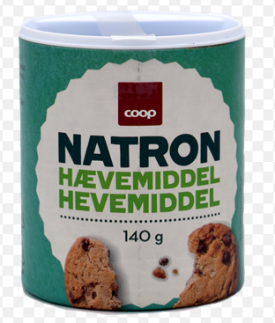 coop
NATRON
HÆVEMIDDEL
HEVEMIDDEL
140 g